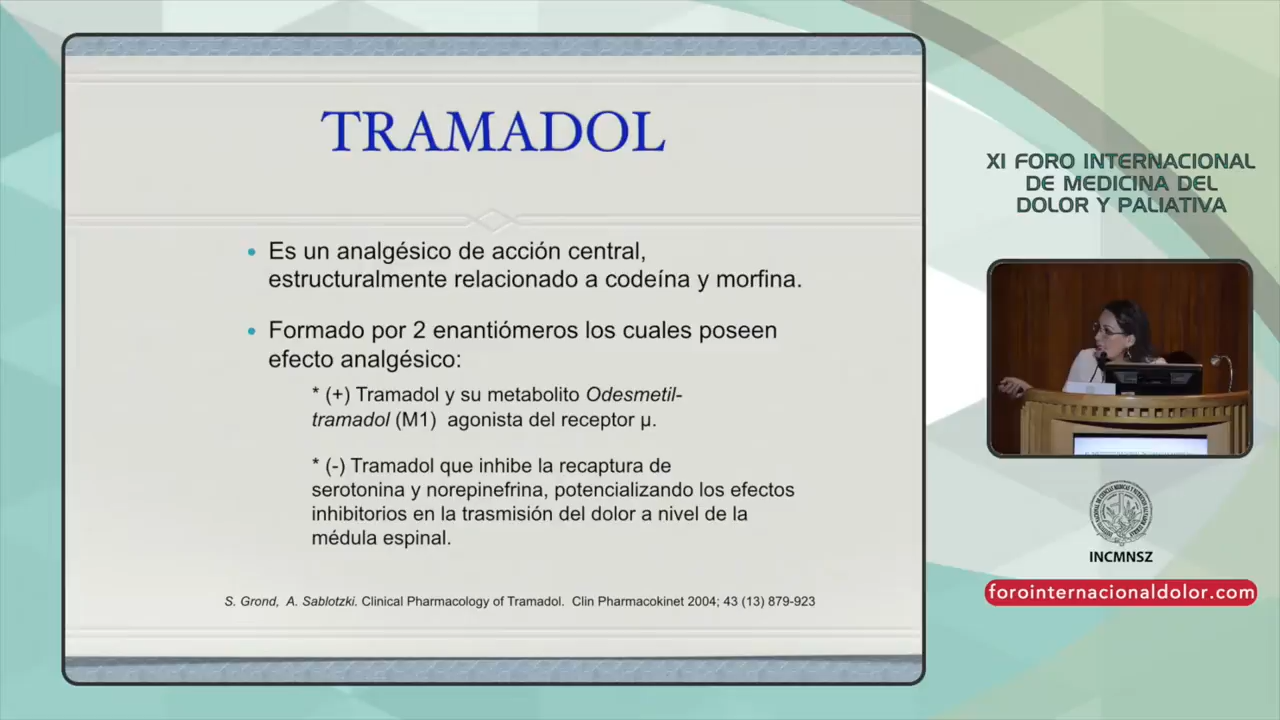 TRAMADOL
• Es un analgésico de acción central,
estructuralmente relacionado a codeína y morfina.
• Formado por 2 enantiómeros los cuales poseen
efecto analgésico:
* (+) Tramadol y su metabolito Odesmetil-
tramadol (M1) agonista del receptor µ.
* (-) Tramadol que inhibe la recaptura de
serotonina y norepinefrina, potencializando los efectos
inhibitorios en la trasmisión del dolor a nivel de la
médula espinal.
S. Grond, A. Sablotzki. Clinical Pharmacology of Tramadol. Clin Pharmacokinet 2004; 43 (13) 879-923
XI FORO INTERNACIONAL
DE MEDICINA DEL
DOLOR Y PALIATIVA
INCMNSZ
forointernacionaldolor.com